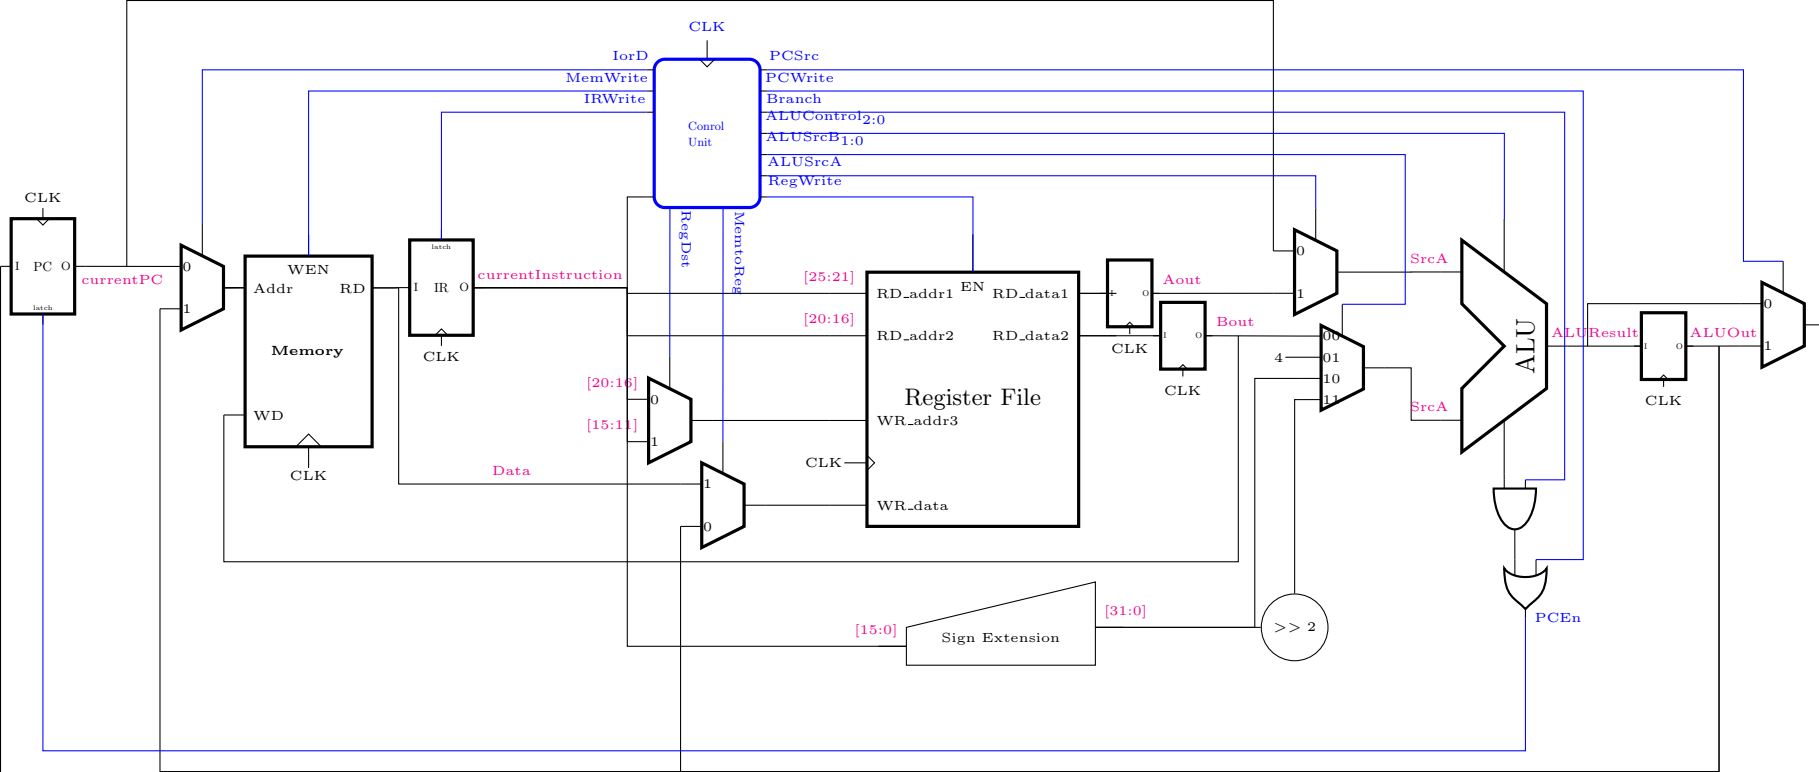 CLK
IorD
PCSrc
MemWrite
PCWrite
IRWrite
Branch
ALUControl2:0
Conrol
Unit
ALUSrcB1:0
ALUSrcA
RegWrite
CLK
RegDst
MemtoReg
latch
I PC O
currentPC
latch
0
1
WEN
Addr
RD
Memory
WD
CLK
latch
I IR O
CLK
currentInstruction
[25:21]
[20:16]
[20:16]
[15:11]
0
1
Data
1
0
EN
RD_addr1
RD_data1
RD_addr2
RD_data2
Register File
WR_addr3
CLK
WR_data
O
Aout
CLK
I O
Bout
CLK
0
1
SrcA
00
4
01
10
11
SrcA
ALU
ALUResult
I O
ALUOut
CLK
0
1
[15:0]
Sign Extension
[31:0]
>> 2
PCEn